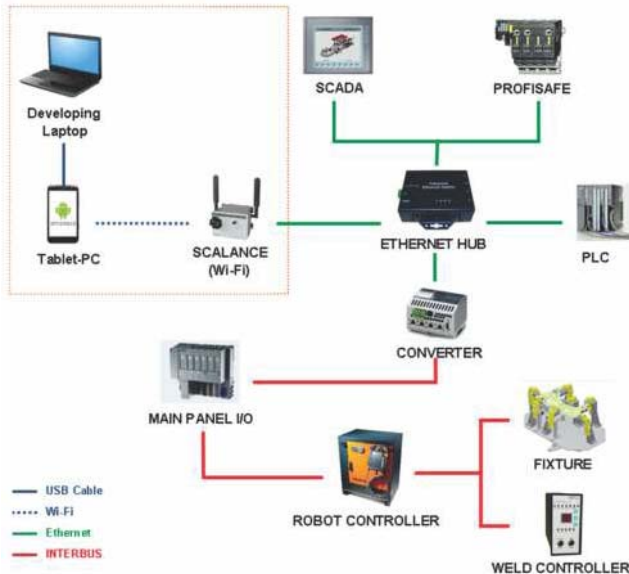 SCADA
PROFISAFE
Developing
Laptop
Tablet-PC
SCALANCE
(Wi-Fi)
ETHERNET HUB
PLC
CONVERTER
MAIN PANEL I/O
ROBOT CONTROLLER
FIXTURE
WELD CONTROLLER
USB Cable
Wi-Fi
Ethernet
INTERBUS